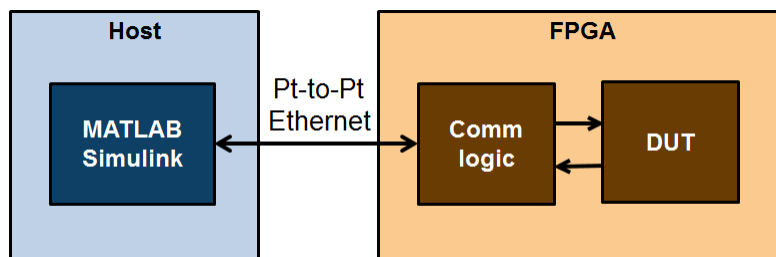 Host
FPGA
Pt-to-Pt
Ethernet
MATLAB
Simulink
Comm
logic
DUT